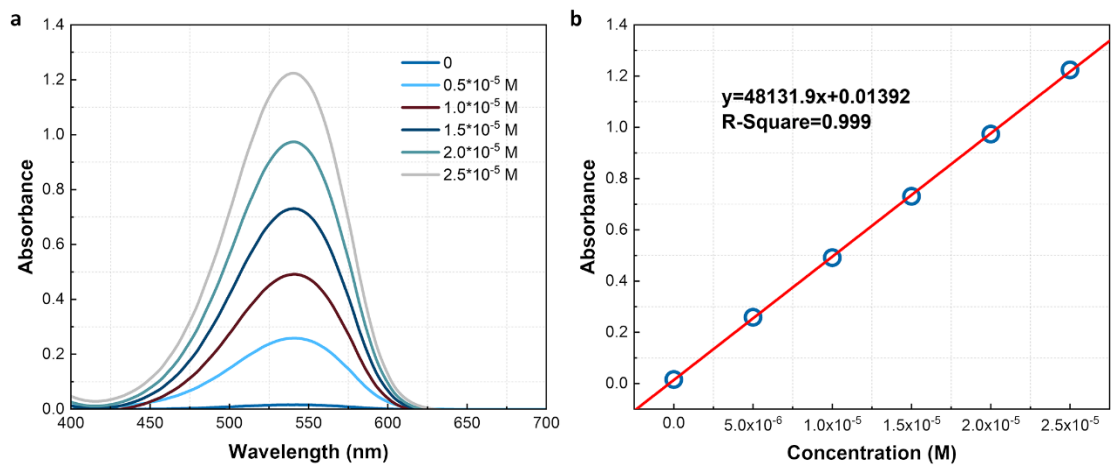 a
1.4
1.2
1.0
0.8
0.6
0.4
0.2
0.0
Absorbance
400
450
500
550
600
650
700
Wavelength (nm)
0
0.5*10⁻⁵ M
1.0*10⁻⁵ M
1.5*10⁻⁵ M
2.0*10⁻⁵ M
2.5*10⁻⁵ M
b
1.4
1.2
1.0
0.8
0.6
0.4
0.2
0.0
Absorbance
y=48131.9x+0.01392
R-Square=0.999
0.0
5.0x10⁻⁶
1.0x10⁻⁵
1.5x10⁻⁵
2.0x10⁻⁵
2.5x10⁻⁵
Concentration (M)